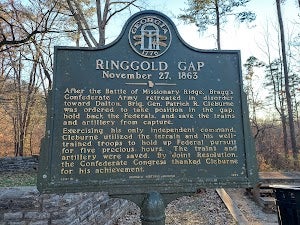 GEORGIA
1776
RINGGOLD GAP
November 27, 1863
After the Battle of Missionary Ridge, Bragg's
Confederate Army retreated in disorder
toward Dalton. Brig. Gen. Patrick R. Cleburne
was ordered to take position in the gap,
hold back the Federals, and save the trains
and artillery from capture.
Exercising his only independent command,
Cleburne utilized the terrain and his well-
trained troops to hold up Federal pursuit
for five precious hours. The trains and
artillery were saved. By Joint Resolution,
the Confederate Congress thanked Cleburne
for his achievement.